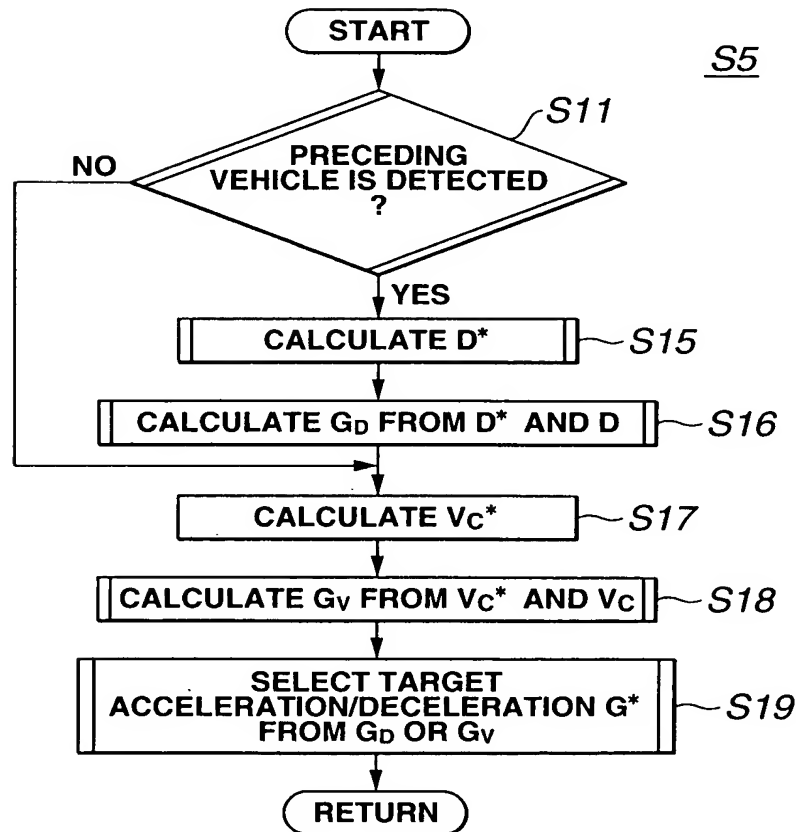 START
S5
S11
NO
PRECEDING
VEHICLE IS DETECTED
?
YES
CALCULATE D*
S15
CALCULATE GD FROM D* AND D
S16
CALCULATE VC*
S17
CALCULATE GV FROM VC* AND VC
S18
SELECT TARGET
ACCELERATION/DECELERATION G*
FROM GD OR GV
S19
RETURN